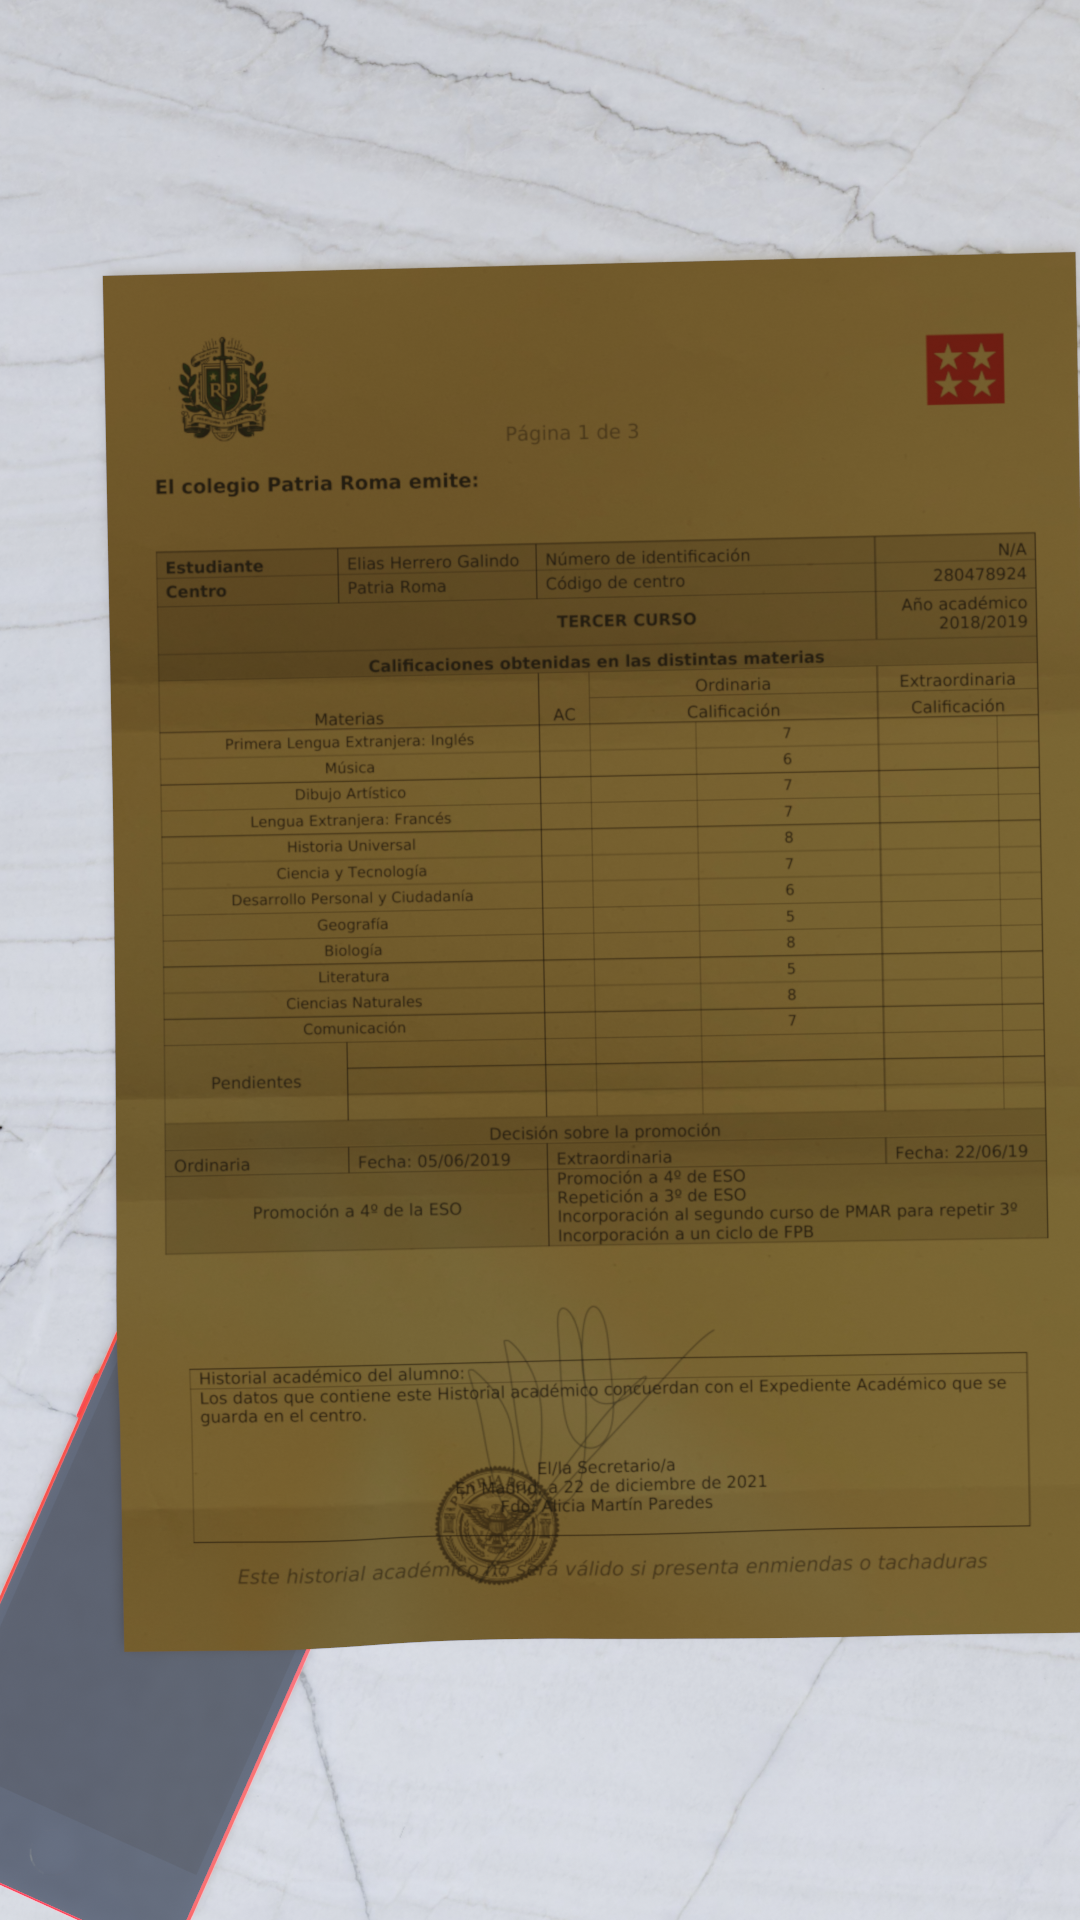 RP
Página 1 de 3
El colegio Patria Roma emite:
Estudiante Elias Herrero Galindo Número de identificación N/A
Centro Patria Roma Código de centro 280478924
TERCER CURSO Año académico 2018/2019
Calificaciones obtenidas en las distintas materias
Materias AC Ordinaria Extraordinaria
Calificación Calificación
Primera Lengua Extranjera: Inglés 7
Música 6
Dibujo Artístico 7
Lengua Extranjera: Francés 7
Historia Universal 8
Ciencia y Tecnología 7
Desarrollo Personal y Ciudadanía 6
Geografía 5
Biología 8
Literatura 5
Ciencias Naturales 8
Comunicación 7
Pendientes
Decisión sobre la promoción
Ordinaria Fecha: 05/06/2019 Extraordinaria Fecha: 22/06/19
Promoción a 4º de la ESO
Promoción a 4º de ESO
Repetición a 3º de ESO
Incorporación al segundo curso de PMAR para repetir 3º
Incorporación a un ciclo de FPB
Historial académico del alumno:
Los datos que contiene este Historial académico concuerdan con el Expediente Académico que se
guarda en el centro.
El/la Secretario/a
En Madrid, a 22 de diciembre de 2021
Fdo: Alicia Martín Paredes
Este historial académico no será válido si presenta enmiendas o tachaduras